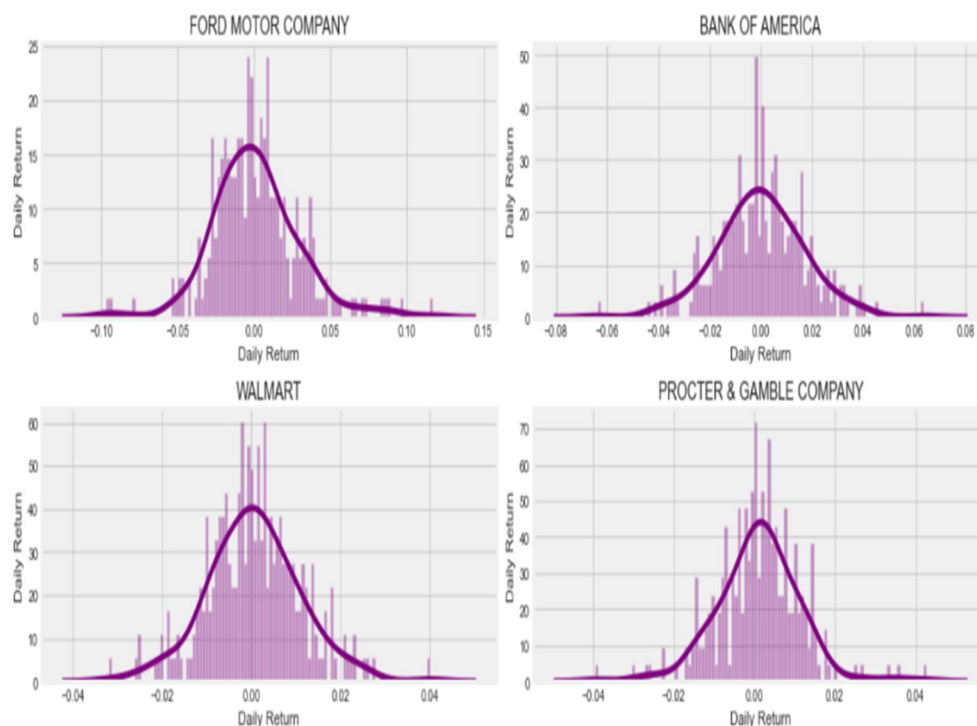 FORD MOTOR COMPANY
25
20
15
10
5
0
Daily Return
−0.10 −0.05 0.00 0.05 0.10 0.15
Daily Return
BANK OF AMERICA
50
40
30
20
10
0
Daily Return
−0.08 −0.06 −0.04 −0.02 0.00 0.02 0.04 0.06 0.08
Daily Return
WALMART
60
50
40
30
20
10
0
Daily Return
−0.04 −0.02 0.00 0.02 0.04
Daily Return
PROCTER & GAMBLE COMPANY
70
60
50
40
30
20
10
0
Daily Return
−0.04 −0.02 0.00 0.02 0.04
Daily Return